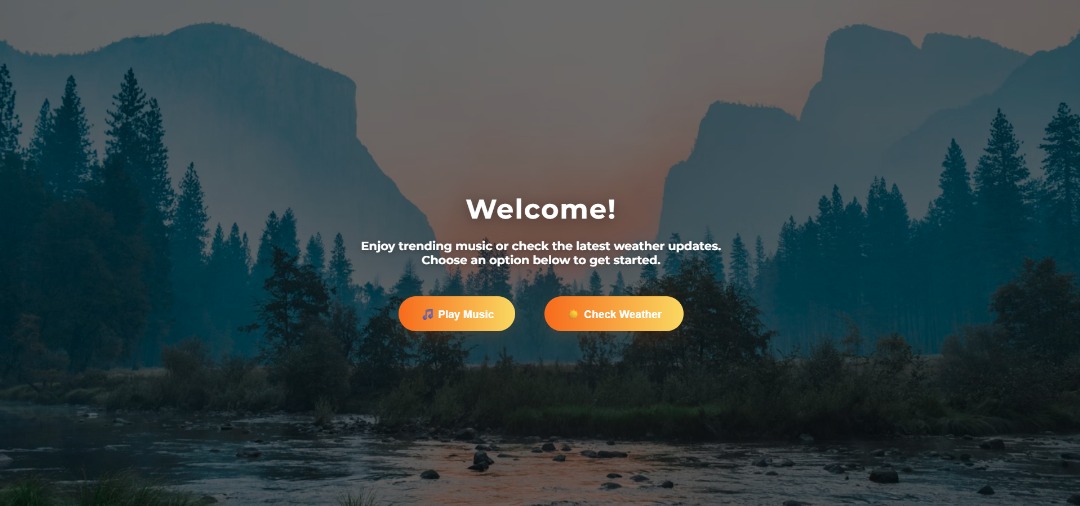 Welcome!
Enjoy trending music or check the latest weather updates.
Choose an option below to get started.
🎵 Play Music
☀️ Check Weather